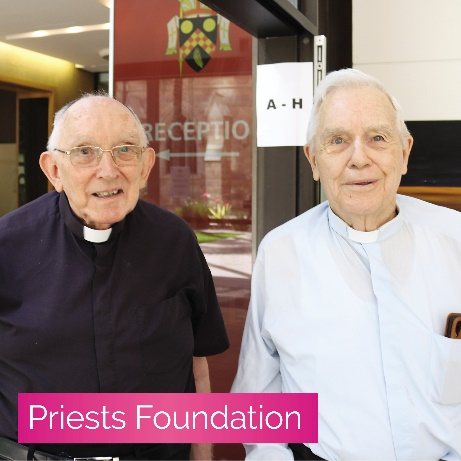 A - H
RECEPTIO
Priests Foundation